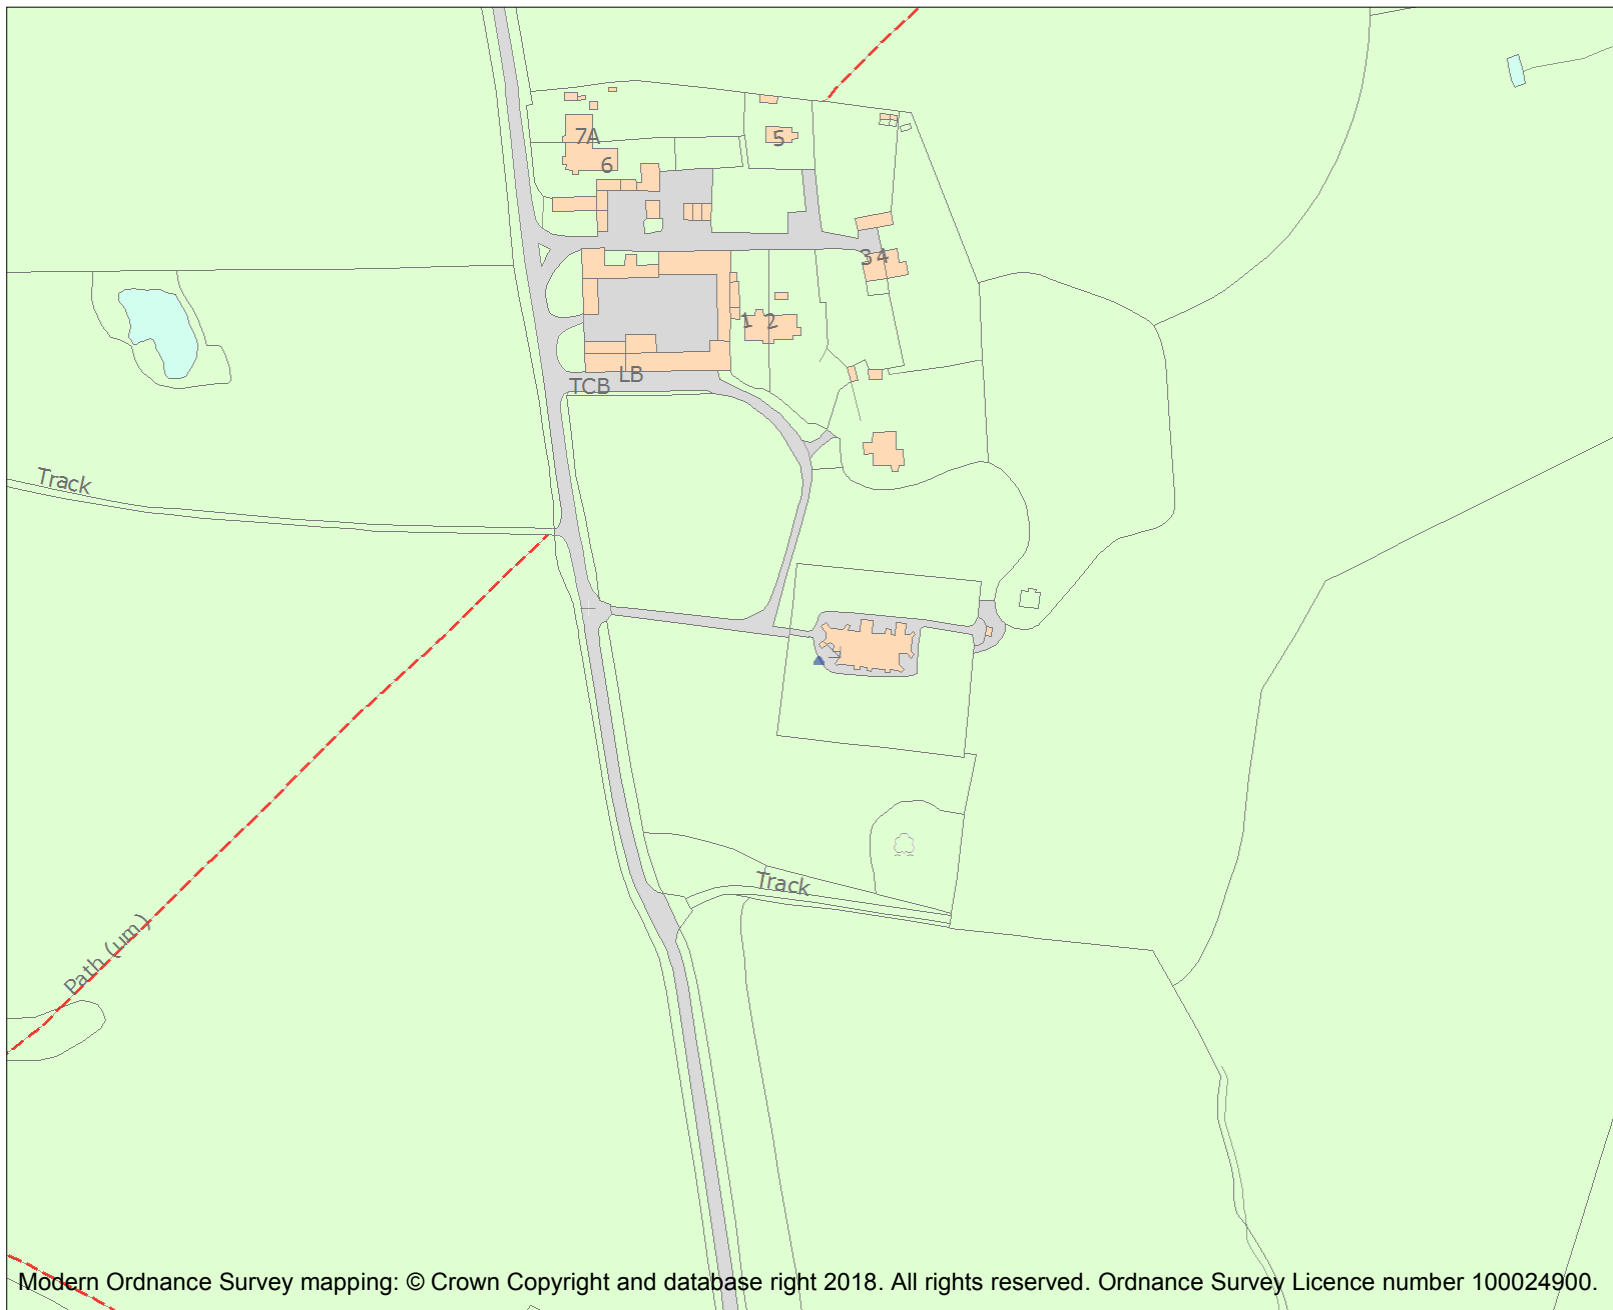 7A
5
6
3 4
1 2
LB
TCB
Track
Track
Path (um)
Modern Ordnance Survey mapping: © Crown Copyright and database right 2018. All rights reserved. Ordnance Survey Licence number 100024900.